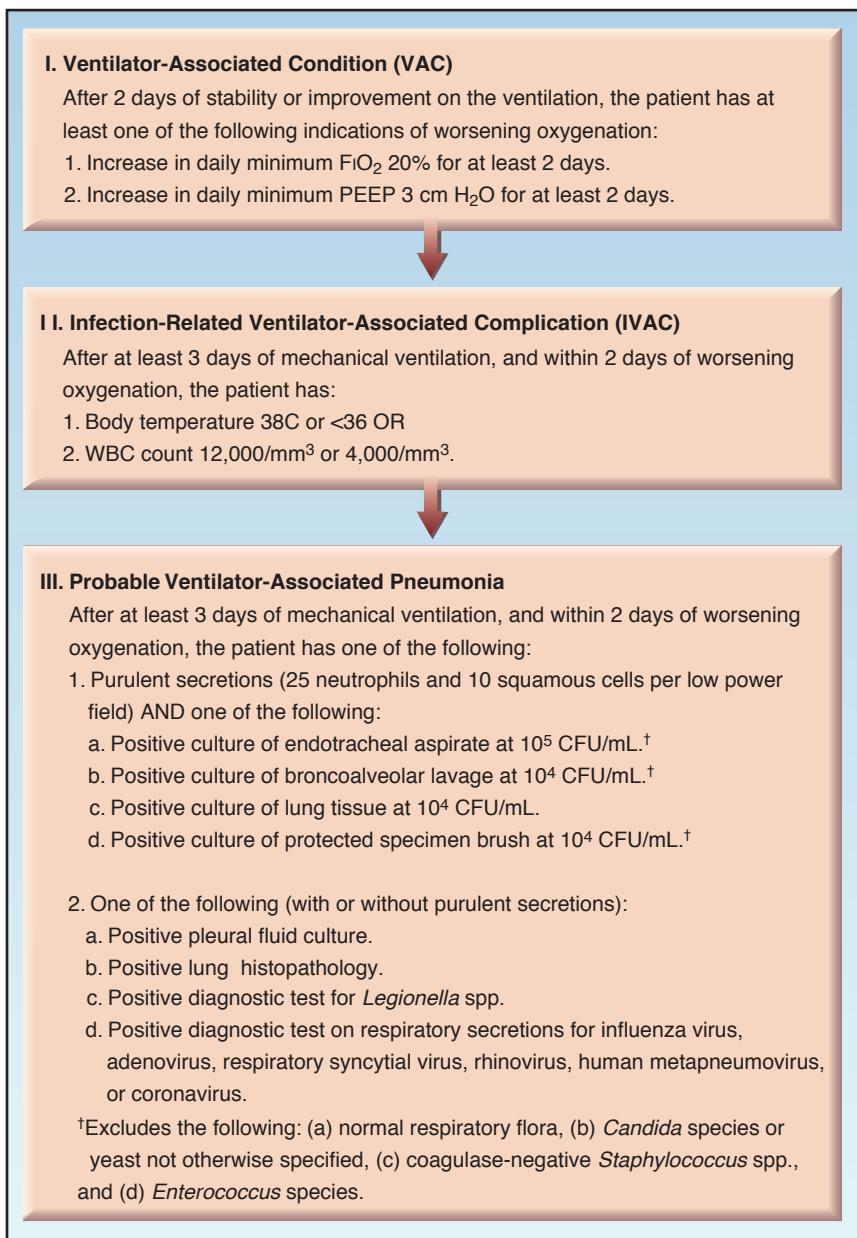 I. Ventilator-Associated Condition (VAC)
After 2 days of stability or improvement on the ventilation, the patient has at
least one of the following indications of worsening oxygenation:
1. Increase in daily minimum FIO₂ 20% for at least 2 days.
2. Increase in daily minimum PEEP 3 cm H₂O for at least 2 days.
I I. Infection-Related Ventilator-Associated Complication (IVAC)
After at least 3 days of mechanical ventilation, and within 2 days of worsening
oxygenation, the patient has:
1. Body temperature 38C or <36 OR
2. WBC count 12,000/mm³ or 4,000/mm³.
III. Probable Ventilator-Associated Pneumonia
After at least 3 days of mechanical ventilation, and within 2 days of worsening
oxygenation, the patient has one of the following:
1. Purulent secretions (25 neutrophils and 10 squamous cells per low power
field) AND one of the following:
a. Positive culture of endotracheal aspirate at 10⁵ CFU/mL.†
b. Positive culture of broncoalveolar lavage at 10⁴ CFU/mL.†
c. Positive culture of lung tissue at 10⁴ CFU/mL.
d. Positive culture of protected specimen brush at 10⁴ CFU/mL.†
2. One of the following (with or without purulent secretions):
a. Positive pleural fluid culture.
b. Positive lung histopathology.
c. Positive diagnostic test for Legionella spp.
d. Positive diagnostic test on respiratory secretions for influenza virus,
adenovirus, respiratory syncytial virus, rhinovirus, human metapneumovirus,
or coronavirus.
†Excludes the following: (a) normal respiratory flora, (b) Candida species or
yeast not otherwise specified, (c) coagulase-negative Staphylococcus spp.,
and (d) Enterococcus species.